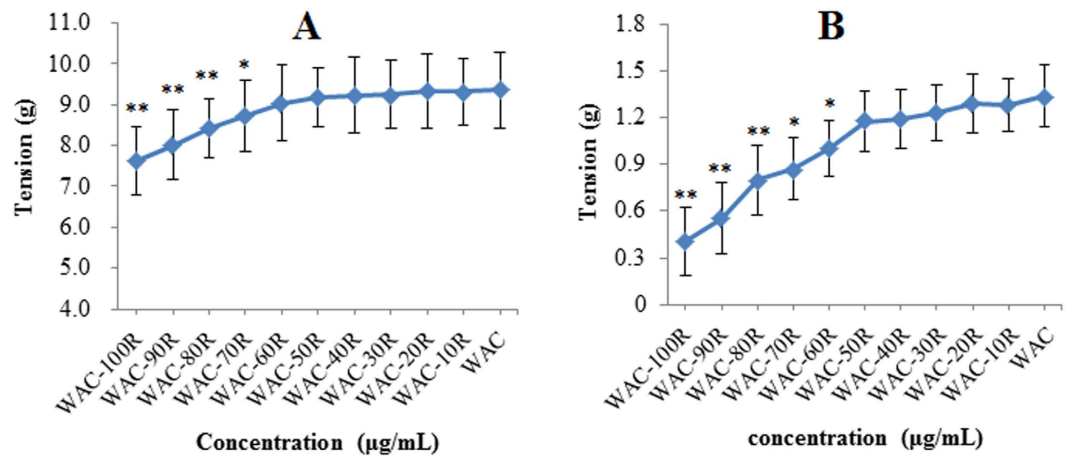 A
Tension (g)
11.0
10.0
9.0
8.0
7.0
6.0
5.0
4.0
** ** ** *
WAC-100R
WAC-90R
WAC-80R
WAC-70R
WAC-60R
WAC-50R
WAC-40R
WAC-30R
WAC-20R
WAC-10R
WAC
Concentration (µg/mL)
B
Tension (g)
1.8
1.5
1.2
0.9
0.6
0.3
0
** ** ** * *
WAC-100R
WAC-90R
WAC-80R
WAC-70R
WAC-60R
WAC-50R
WAC-40R
WAC-30R
WAC-20R
WAC-10R
WAC
concentration (µg/mL)